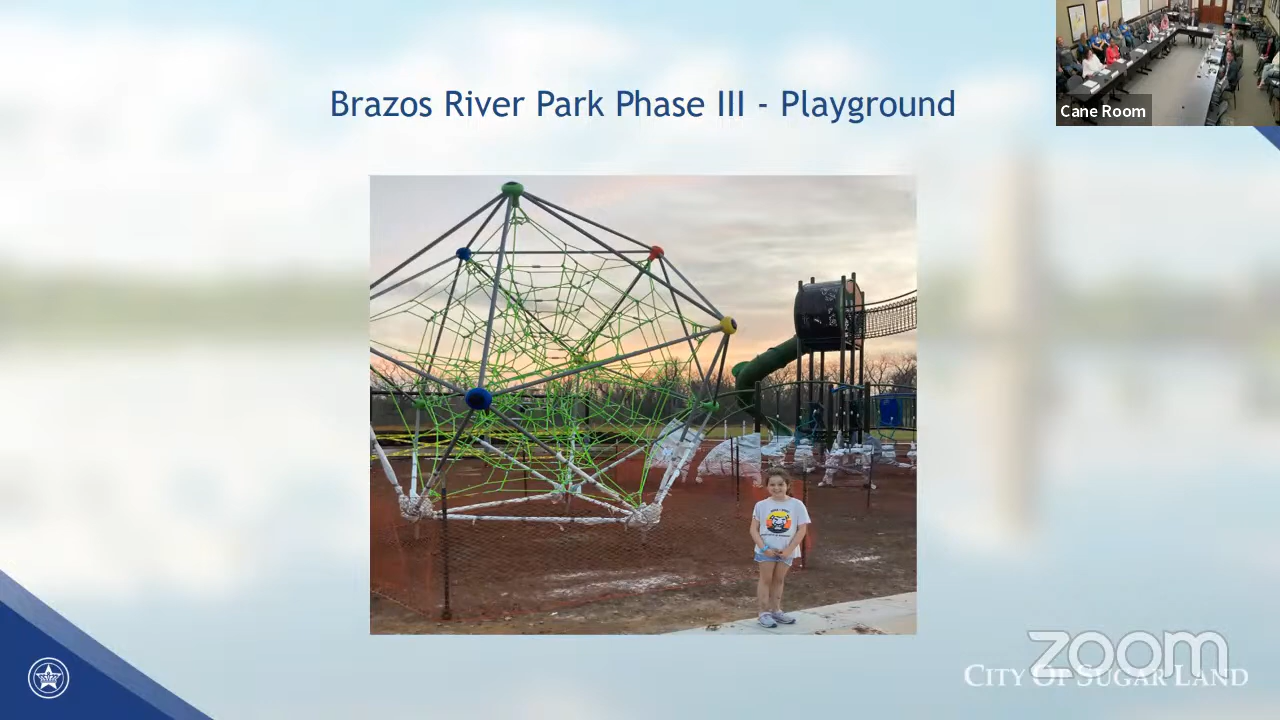 Brazos River Park Phase III - Playground
Cane Room
zoom
City Of Sugar Land